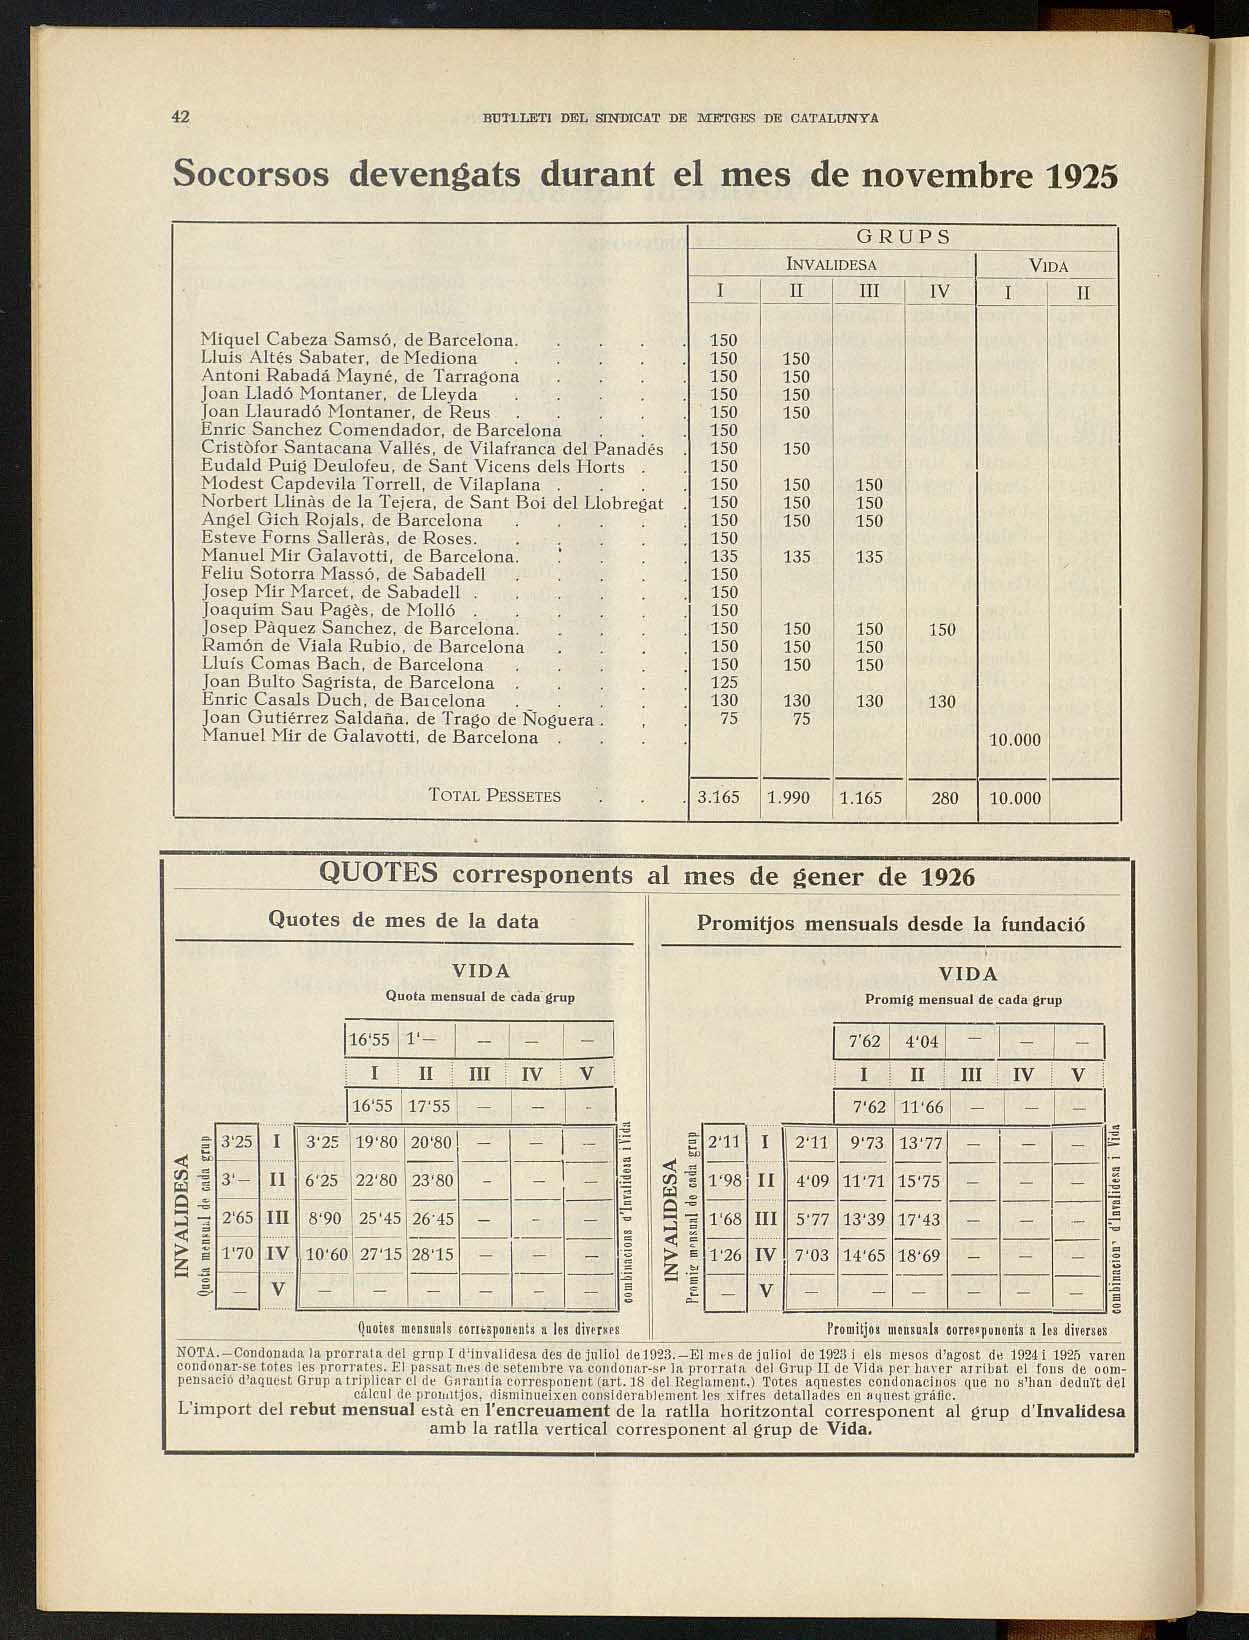 42 BUTLLETI DEL SINDICAT DE METGES DE CATALUNYA
Socorsos devengats durant el mes de novembre 1925
GRUPS
INVALIDESA VIDA
I II III IV I II
Miquel Cabeza Samsó, de Barcelona. . . . . 150
Lluis Altés Sabater, de Mediona . . . . . 150 150
Antoni Rabadá Mayné, de Tarragona . . . . 150 150
Joan Lladó Montaner, de Lleyda . . . . . 150 150
Joan Llauradó Montaner, de Reus . . . . . 150 150
Enric Sanchez Comendador, de Barcelona . . . 150
Cristòfor Santacana Vallés, de Vilafranca del Panadés . 150 150
Eudald Puig Deulofeu, de Sant Vicens dels Horts . . 150
Modest Capdevila Torrell, de Vilaplana . . . . 150 150 150
Norbert Llinàs de la Tejera, de Sant Boi del Llobregat . 150 150 150
Angel Gich Rojals, de Barcelona . . . . . 150 150 150
Esteve Forns Salleràs, de Roses. . . . . . 150
Manuel Mir Galavotti, de Barcelona. . . . . 135 135 135
Feliu Sotorra Massó, de Sabadell . . . . . 150
Josep Mir Marcet, de Sabadell . . . . . . 150
Joaquim Sau Pagès, de Molló . . . . . . 150
Josep Pàquez Sanchez, de Barcelona. . . . . 150 150 150 150
Ramón de Viala Rubio, de Barcelona . . . . 150 150 150
Lluís Comas Bach, de Barcelona . . . . . 150 150 150
Joan Bulto Sagrista, de Barcelona . . . . . 125
Enric Casals Duch, de Barcelona . . . . . 130 130 130 130
Joan Gutiérrez Saldaña. de Trago de Ñoguera . . . 75 75
Manuel Mir de Galavotti, de Barcelona . . . . 10.000
TOTAL PESSETES . . . 3.165 1.990 1.165 280 10.000
QUOTES corresponents al mes de gener de 1926
Quotes de mes de la data
VIDA
Quota mensual de cada grup
16'55 1'— — — —
I II III IV V
16'55 17'55 — — -
INVALIDESA
Quota mensual de cada grup
3'25 I 3'25 19'80 20'80 — — —
3'— II 6'25 22'80 23'80 — — —
2'65 III 8'90 25'45 26'45 — - —
1'70 IV 10'60 27'15 28'15 — — —
— V — — — — — —
combinacions d'Invalidesa i Vida
Quotes mensuals corresponents a les diverses
Promitjos mensuals desde la fundació
VIDA
Promig mensual de cada grup
7'62 4'04 — — —
I II III IV V
7'62 11'66 — — —
INVALIDESA
Promig mensual de cada grup
2'11 I 2'11 9'73 13'77 — — —
1'98 II 4'09 11'71 15'75 — — —
1'68 III 5'77 13'39 17'43 — — —
1'26 IV 7'03 14'65 18'69 — — —
— V — — — — — —
combinacions d'Invalidesa i Vida
Promitjos mensuals corresponents a les diverses
NOTA.—Condonada la prorrata del grup I d'invalidesa des de juliol de 1923.—El mes de juliol de 1923 i els mesos d'agost de 1924 i 1925 varen
condonar-se totes les prorrates. El passat mes de setembre va condonar-se la prorrata del Grup II de Vida per haver arribat el fons de com-
pensació d'aquest Grup a triplicar el de Garantía corresponent (art. 18 del Reglament.) Totes aquestes condonacinos que no s'han deduït del
càlcul de promitjos, disminueixen considerablement les xifres detallades en aquest gráfic.
L'import del rebut mensual està en l'encreuament de la ratlla horitzontal corresponent al grup d'Invalidesa
amb la ratlla vertical corresponent al grup de Vida.